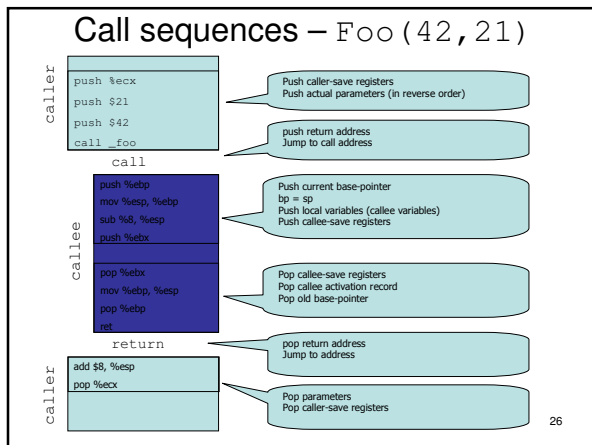 Call sequences – Foo(42,21)
caller
push %ecx
push $21
push $42
call _foo
Push caller-save registers
Push actual parameters (in reverse order)
push return address
Jump to call address
call
callee
push %ebp
mov %esp, %ebp
sub %8, %esp
push %ebx
Push current base-pointer
bp = sp
Push local variables (callee variables)
Push callee-save registers
pop %ebx
mov %ebp, %esp
pop %ebp
ret
Pop callee-save registers
Pop callee activation record
Pop old base-pointer
return
pop return address
Jump to address
caller
add $8, %esp
pop %ecx
Pop parameters
Pop caller-save registers
26